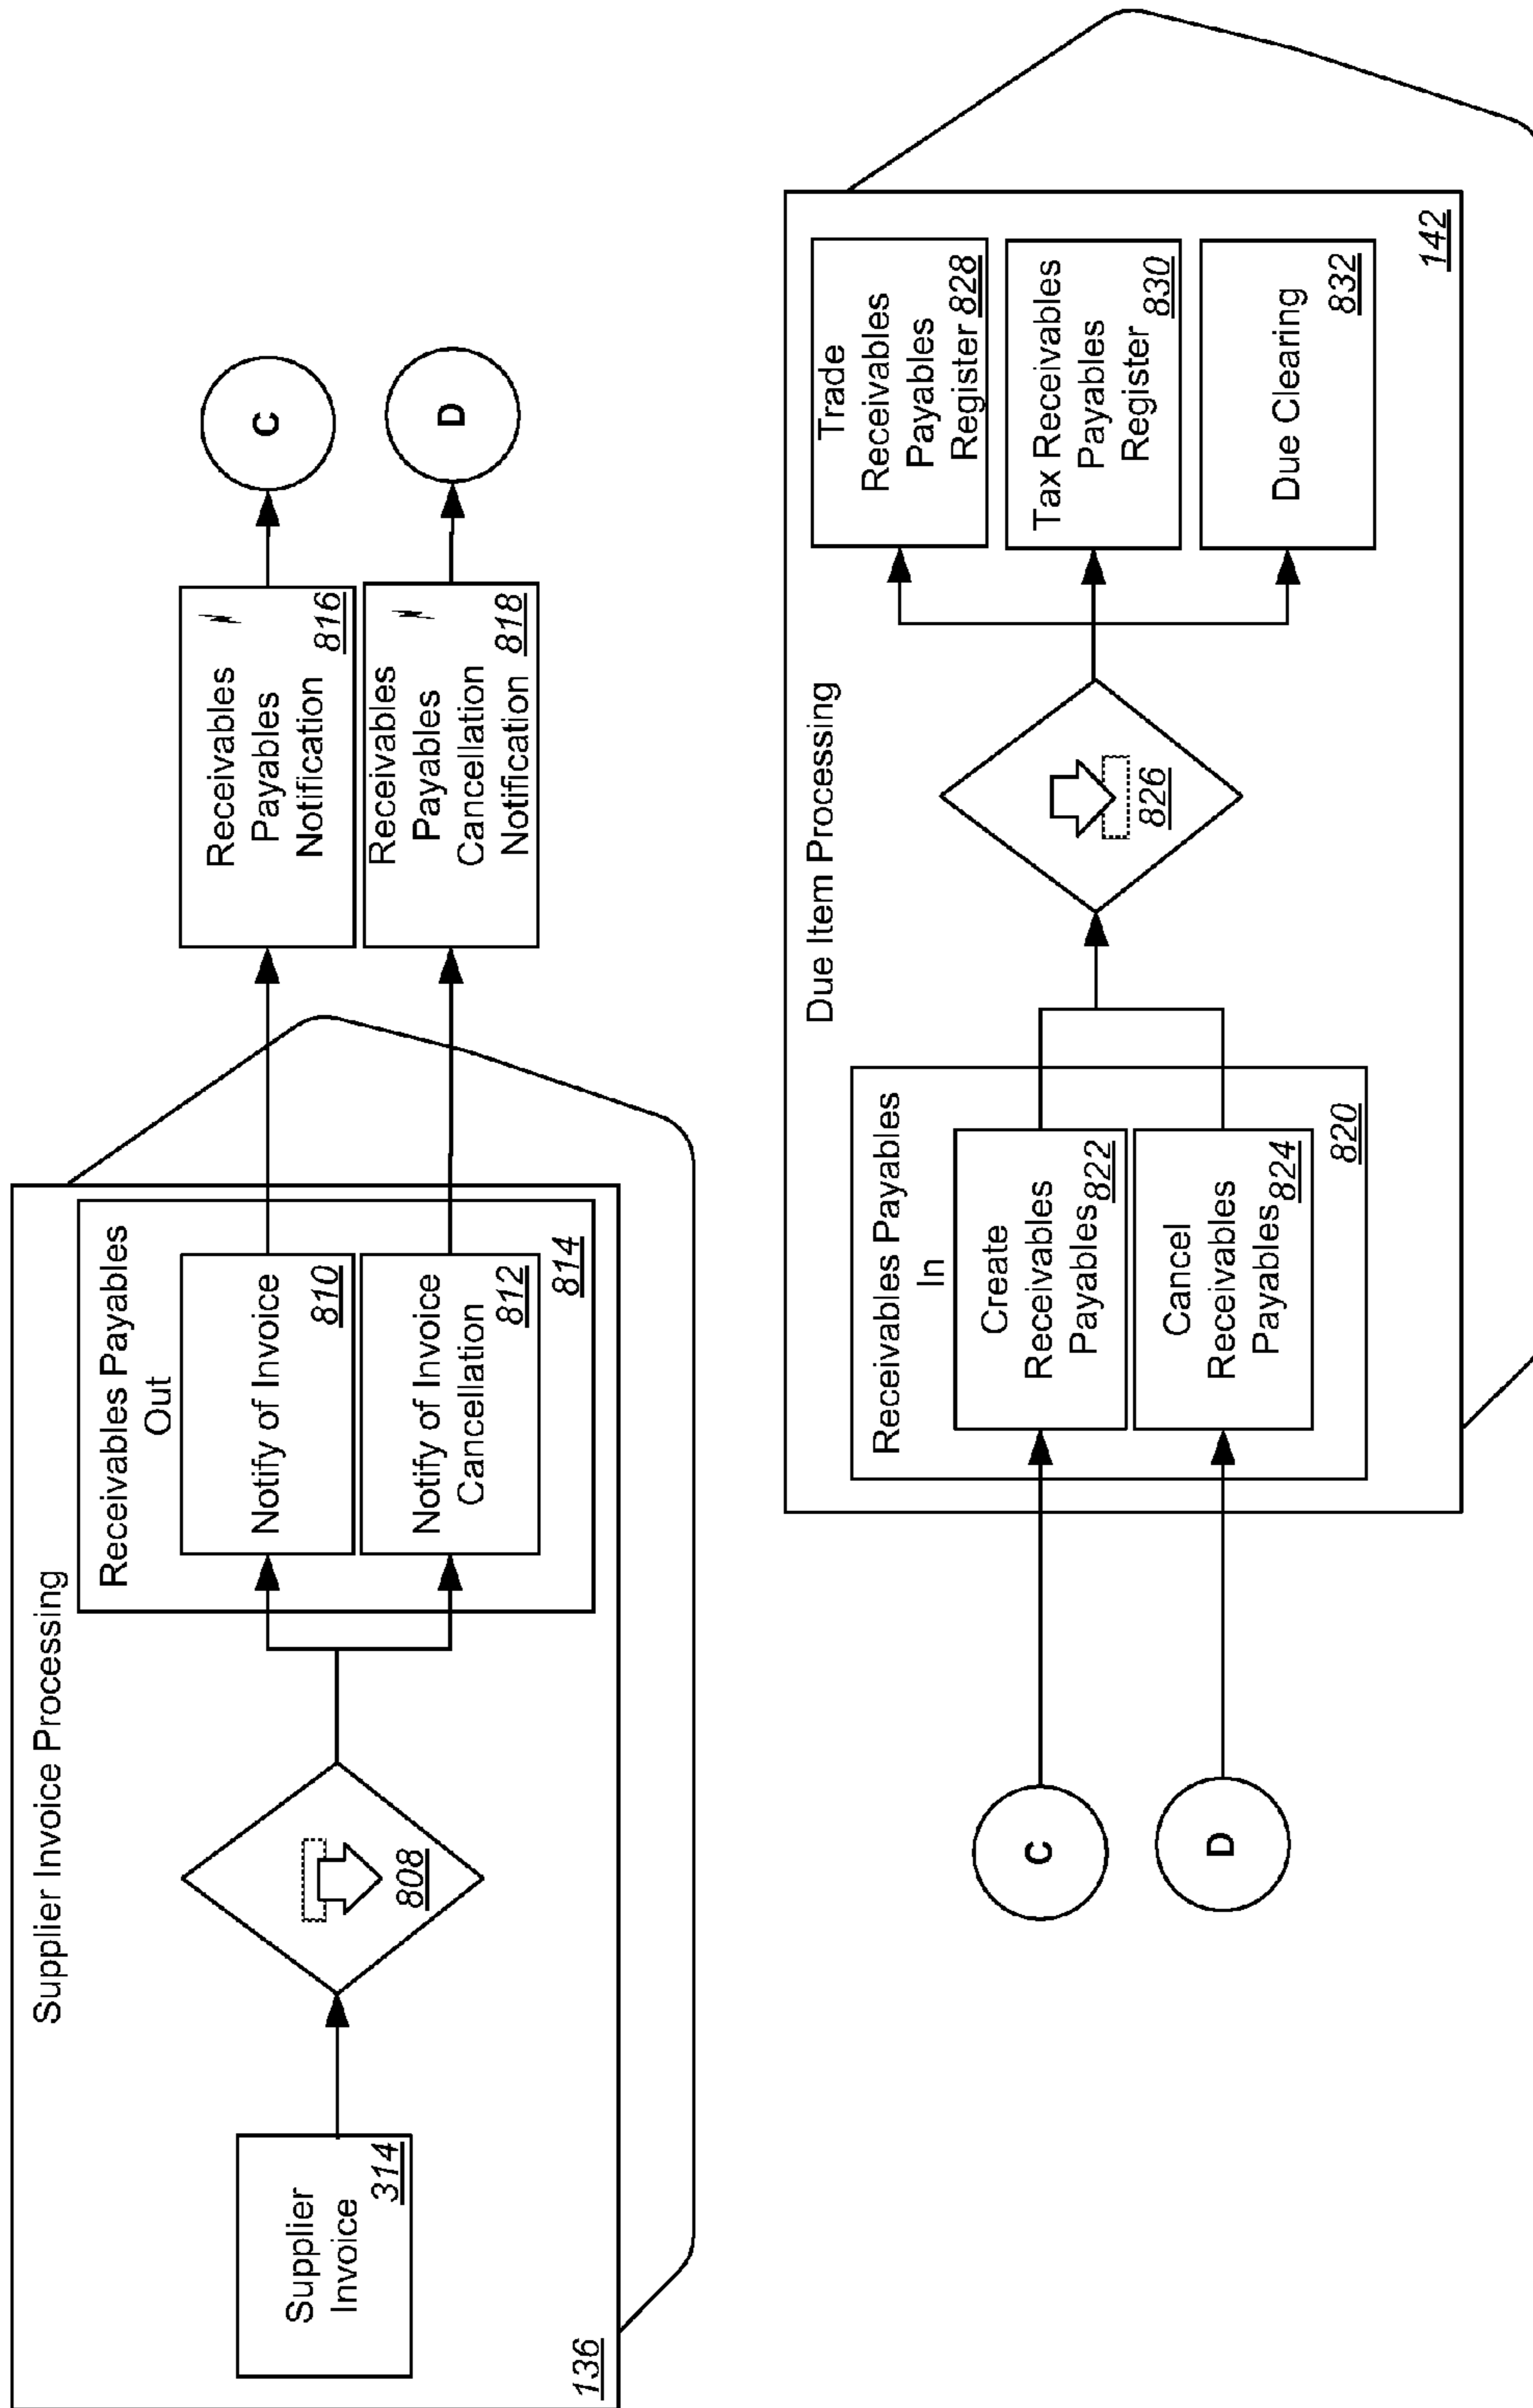 Supplier Invoice Processing
Supplier
Invoice
314
808
Receivables Payables
Out
Notify of Invoice
810
Notify of Invoice
Cancellation
812
814
136
Receivables
Payables
Notification
816
Receivables
Payables
Cancellation
Notification
818
C
D
C
D
Due Item Processing
Receivables Payables
In
Create
Receivables
Payables 822
Cancel
Receivables
Payables 824
820
826
Trade
Receivables
Payables
Register 828
Tax Receivables
Payables
Register
830
Due Clearing
832
142